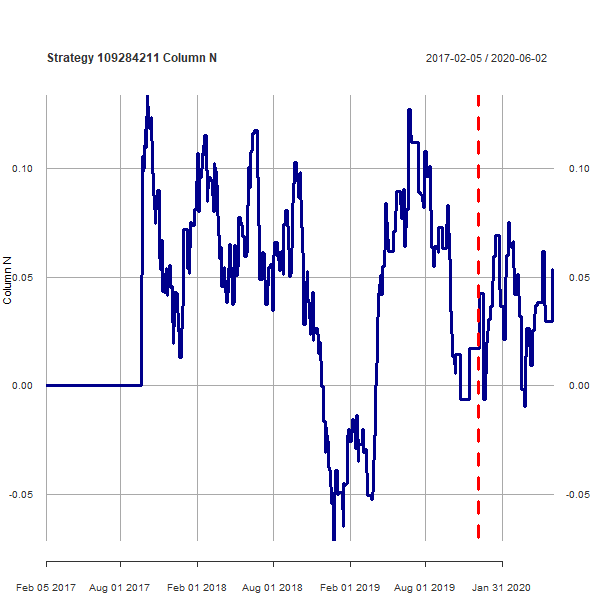 Strategy 109284211 Column N
2017-02-05 / 2020-06-02
0.10
0.10
0.05
0.05
Column N
0.00
0.00
-0.05
-0.05
Feb 05 2017
Aug 01 2017
Feb 01 2018
Aug 01 2018
Feb 01 2019
Aug 01 2019
Jan 31 2020